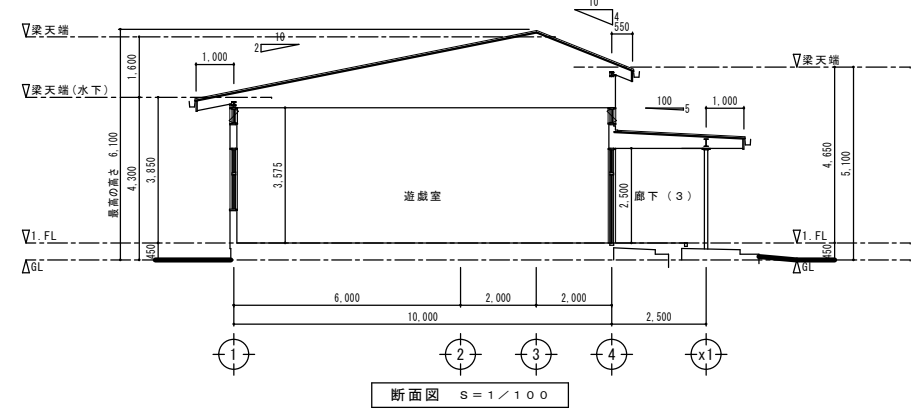 10
4
550
▽梁天端
10
2
1,000
▽梁天端
1,600
▽梁天端(水下)
100
5
1,000
最高の高さ 6,100
4,300
3,850
3,575
2,500
4,650
5,100
遊戯室
廊下（3）
▽1.FL
▽1.FL
450
450
△GL
△GL
6,000
2,000
2,000
10,000
2,500
1
2
3
4
x1
断面図 S=1/100